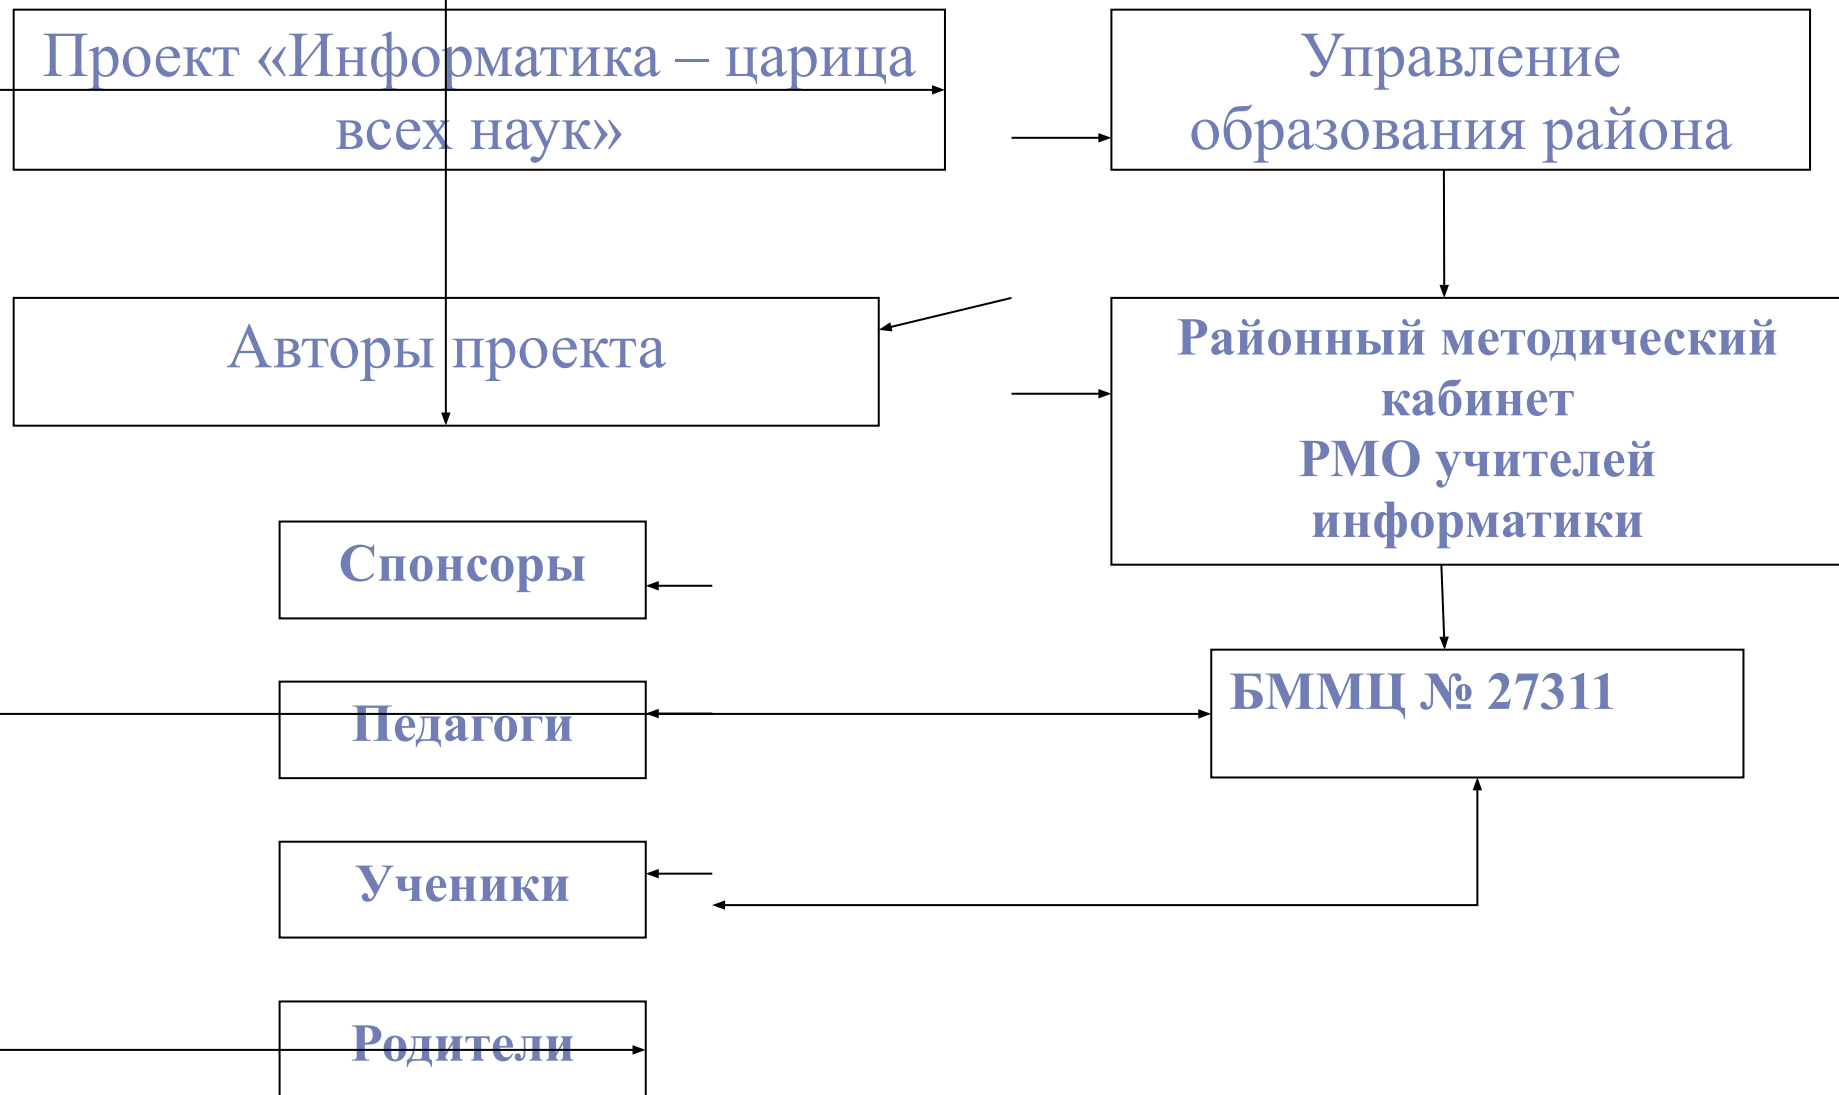 Проект «Информатика – царица
всех наук»
Управление
образования района
Авторы проекта
Районный методический
кабинет
РМО учителей
информатики
Спонсоры
БММЦ № 27311
Педагоги
Ученики
Родители